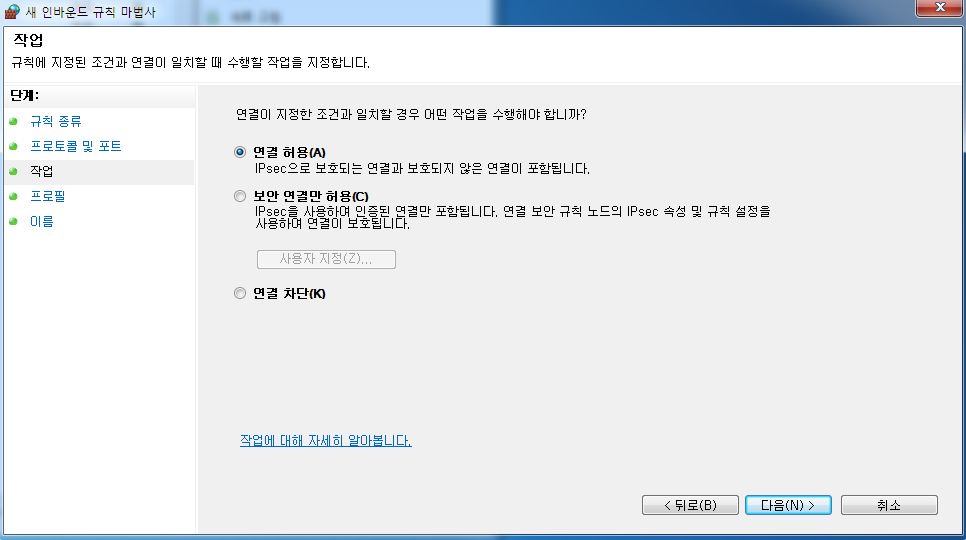 새 인바운드 규칙 마법사
작업
규칙에 지정된 조건과 연결이 일치할 때 수행할 작업을 지정합니다.
단계:
규칙 종류
프로토콜 및 포트
작업
프로필
이름
연결이 지정한 조건과 일치할 경우 어떤 작업을 수행해야 합니까?
연결 허용(A)
IPsec으로 보호되는 연결과 보호되지 않은 연결이 포함됩니다.
보안 연결만 허용(C)
IPsec을 사용하여 인증된 연결만 포함됩니다. 연결 보안 규칙 노드의 IPsec 속성 및 규칙 설정을
사용하여 연결이 보호됩니다.
사용자 지정(Z)...
연결 차단(K)
작업에 대해 자세히 알아봅니다.
< 뒤로(B)
다음(N) >
취소